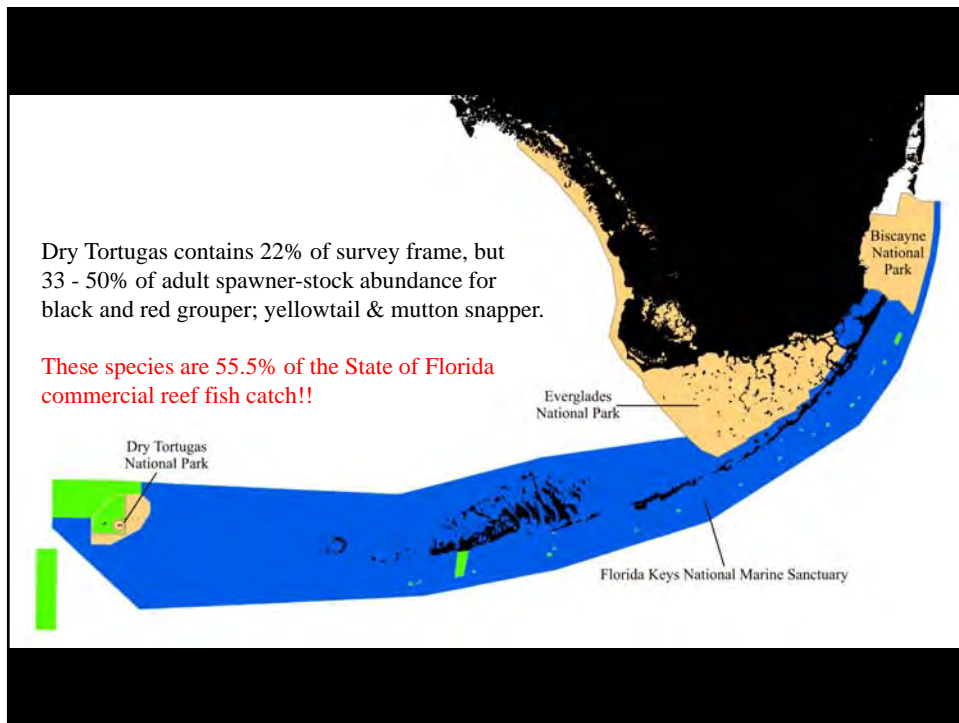 Dry Tortugas contains 22% of survey frame, but
33 - 50% of adult spawner-stock abundance for
black and red grouper; yellowtail & mutton snapper.
These species are 55.5% of the State of Florida
commercial reef fish catch!!
Biscayne
National
Park
Everglades
National Park
Dry Tortugas
National Park
Florida Keys National Marine Sanctuary